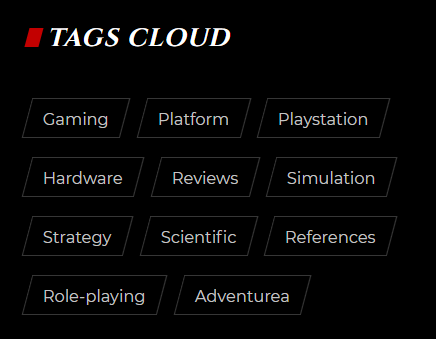 TAGS CLOUD
Gaming Platform Playstation
Hardware Reviews Simulation
Strategy Scientific References
Role-playing Adventurea